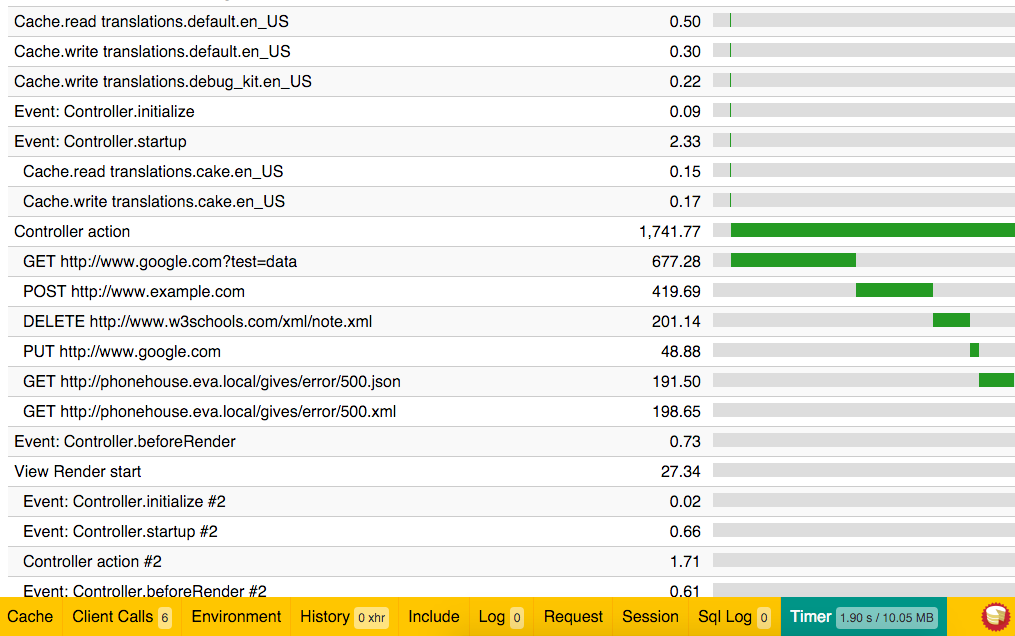 Cache.read translations.default.en_US 0.50
Cache.write translations.default.en_US 0.30
Cache.write translations.debug_kit.en_US 0.22
Event: Controller.initialize 0.09
Event: Controller.startup 2.33
Cache.read translations.cake.en_US 0.15
Cache.write translations.cake.en_US 0.17
Controller action 1,741.77
GET http://www.google.com?test=data 677.28
POST http://www.example.com 419.69
DELETE http://www.w3schools.com/xml/note.xml 201.14
PUT http://www.google.com 48.88
GET http://phonehouse.eva.local/gives/error/500.json 191.50
GET http://phonehouse.eva.local/gives/error/500.xml 198.65
Event: Controller.beforeRender 0.73
View Render start 27.34
Event: Controller.initialize #2 0.02
Event: Controller.startup #2 0.66
Controller action #2 1.71
Event: Controller.beforeRender #2 0.61
Cache Client Calls 6 Environment History 0 xhr Include Log 0 Request Session Sql Log 0 Timer 1.90 s / 10.05 MB